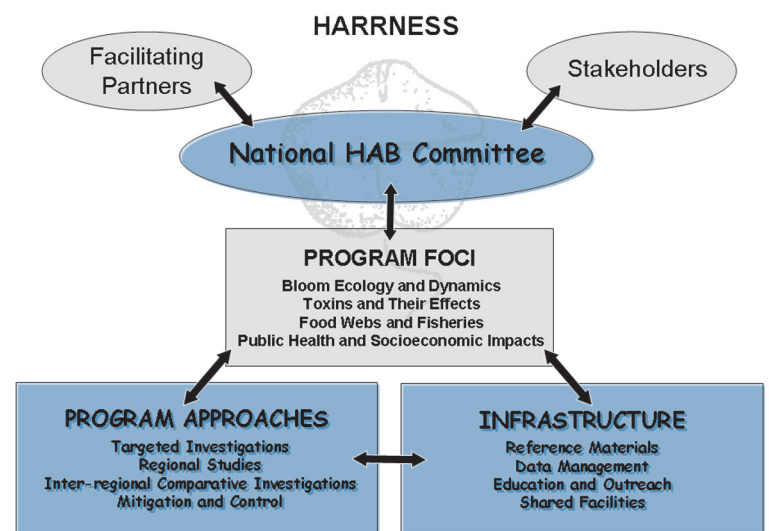 HARRNESS
Facilitating
Partners
Stakeholders
National HAB Committee
PROGRAM FOCI
Bloom Ecology and Dynamics
Toxins and Their Effects
Food Webs and Fisheries
Public Health and Socioeconomic Impacts
PROGRAM APPROACHES
Targeted Investigations
Regional Studies
Inter-regional Comparative Investigations
Mitigation and Control
INFRASTRUCTURE
Reference Materials
Data Management
Education and Outreach
Shared Facilities